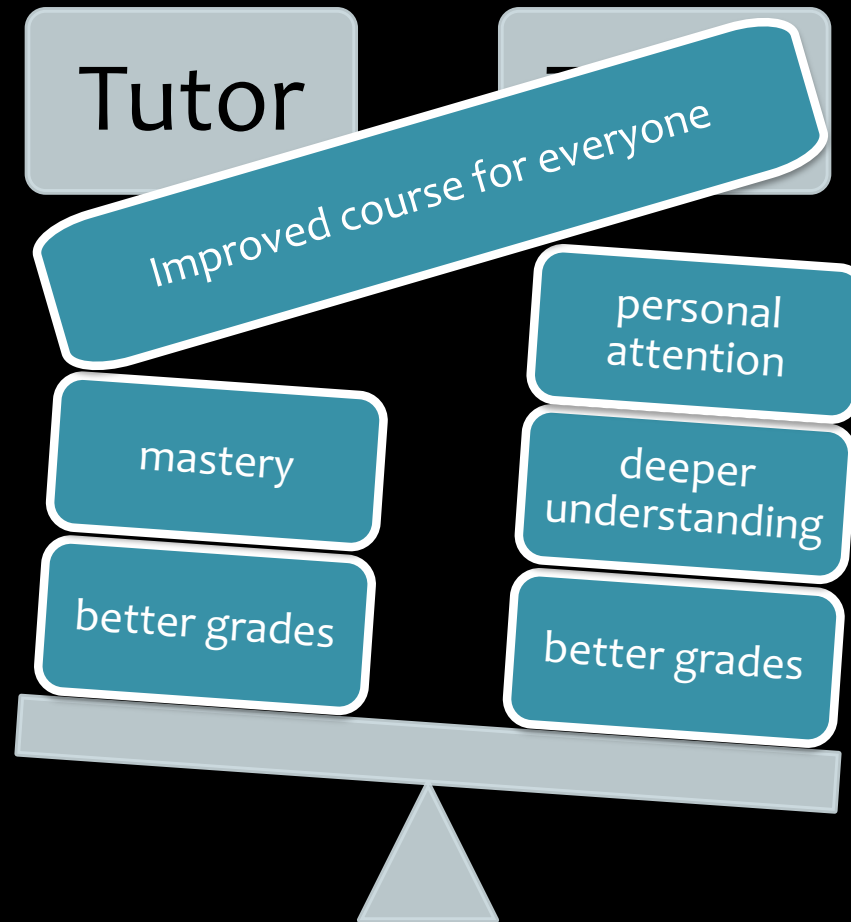 Tutor
Improved course for everyone
personal
attention
mastery
deeper
understanding
better grades
better grades